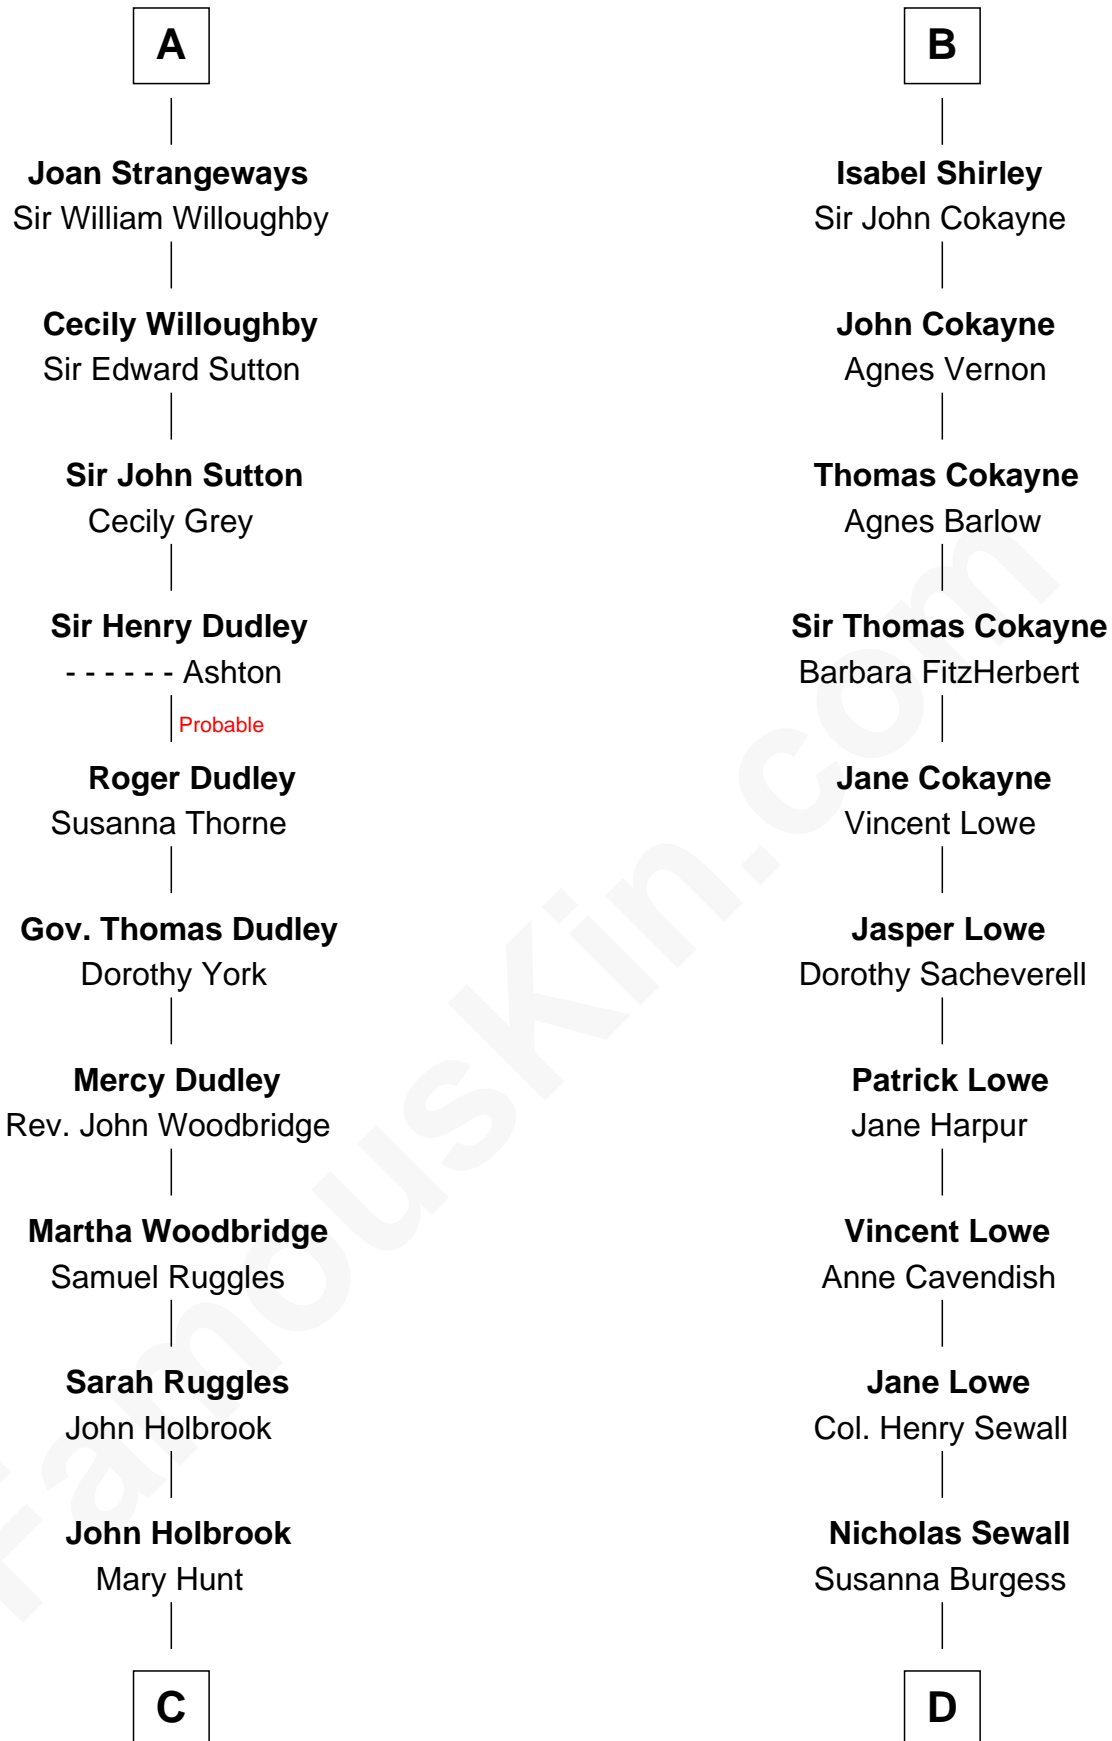 A
Joan Strangeways
Sir William Willoughby
Cecily Willoughby
Sir Edward Sutton
Sir John Sutton
Cecily Grey
Sir Henry Dudley
- - - - - - Ashton
Probable
Roger Dudley
Susanna Thorne
Gov. Thomas Dudley
Dorothy York
Mercy Dudley
Rev. John Woodbridge
Martha Woodbridge
Samuel Ruggles
Sarah Ruggles
John Holbrook
John Holbrook
Mary Hunt
C
B
Isabel Shirley
Sir John Cokayne
John Cokayne
Agnes Vernon
Thomas Cokayne
Agnes Barlow
Sir Thomas Cokayne
Barbara FitzHerbert
Jane Cokayne
Vincent Lowe
Jasper Lowe
Dorothy Sacheverell
Patrick Lowe
Jane Harpur
Vincent Lowe
Anne Cavendish
Jane Lowe
Col. Henry Sewall
Nicholas Sewall
Susanna Burgess
D
FamousKin.com